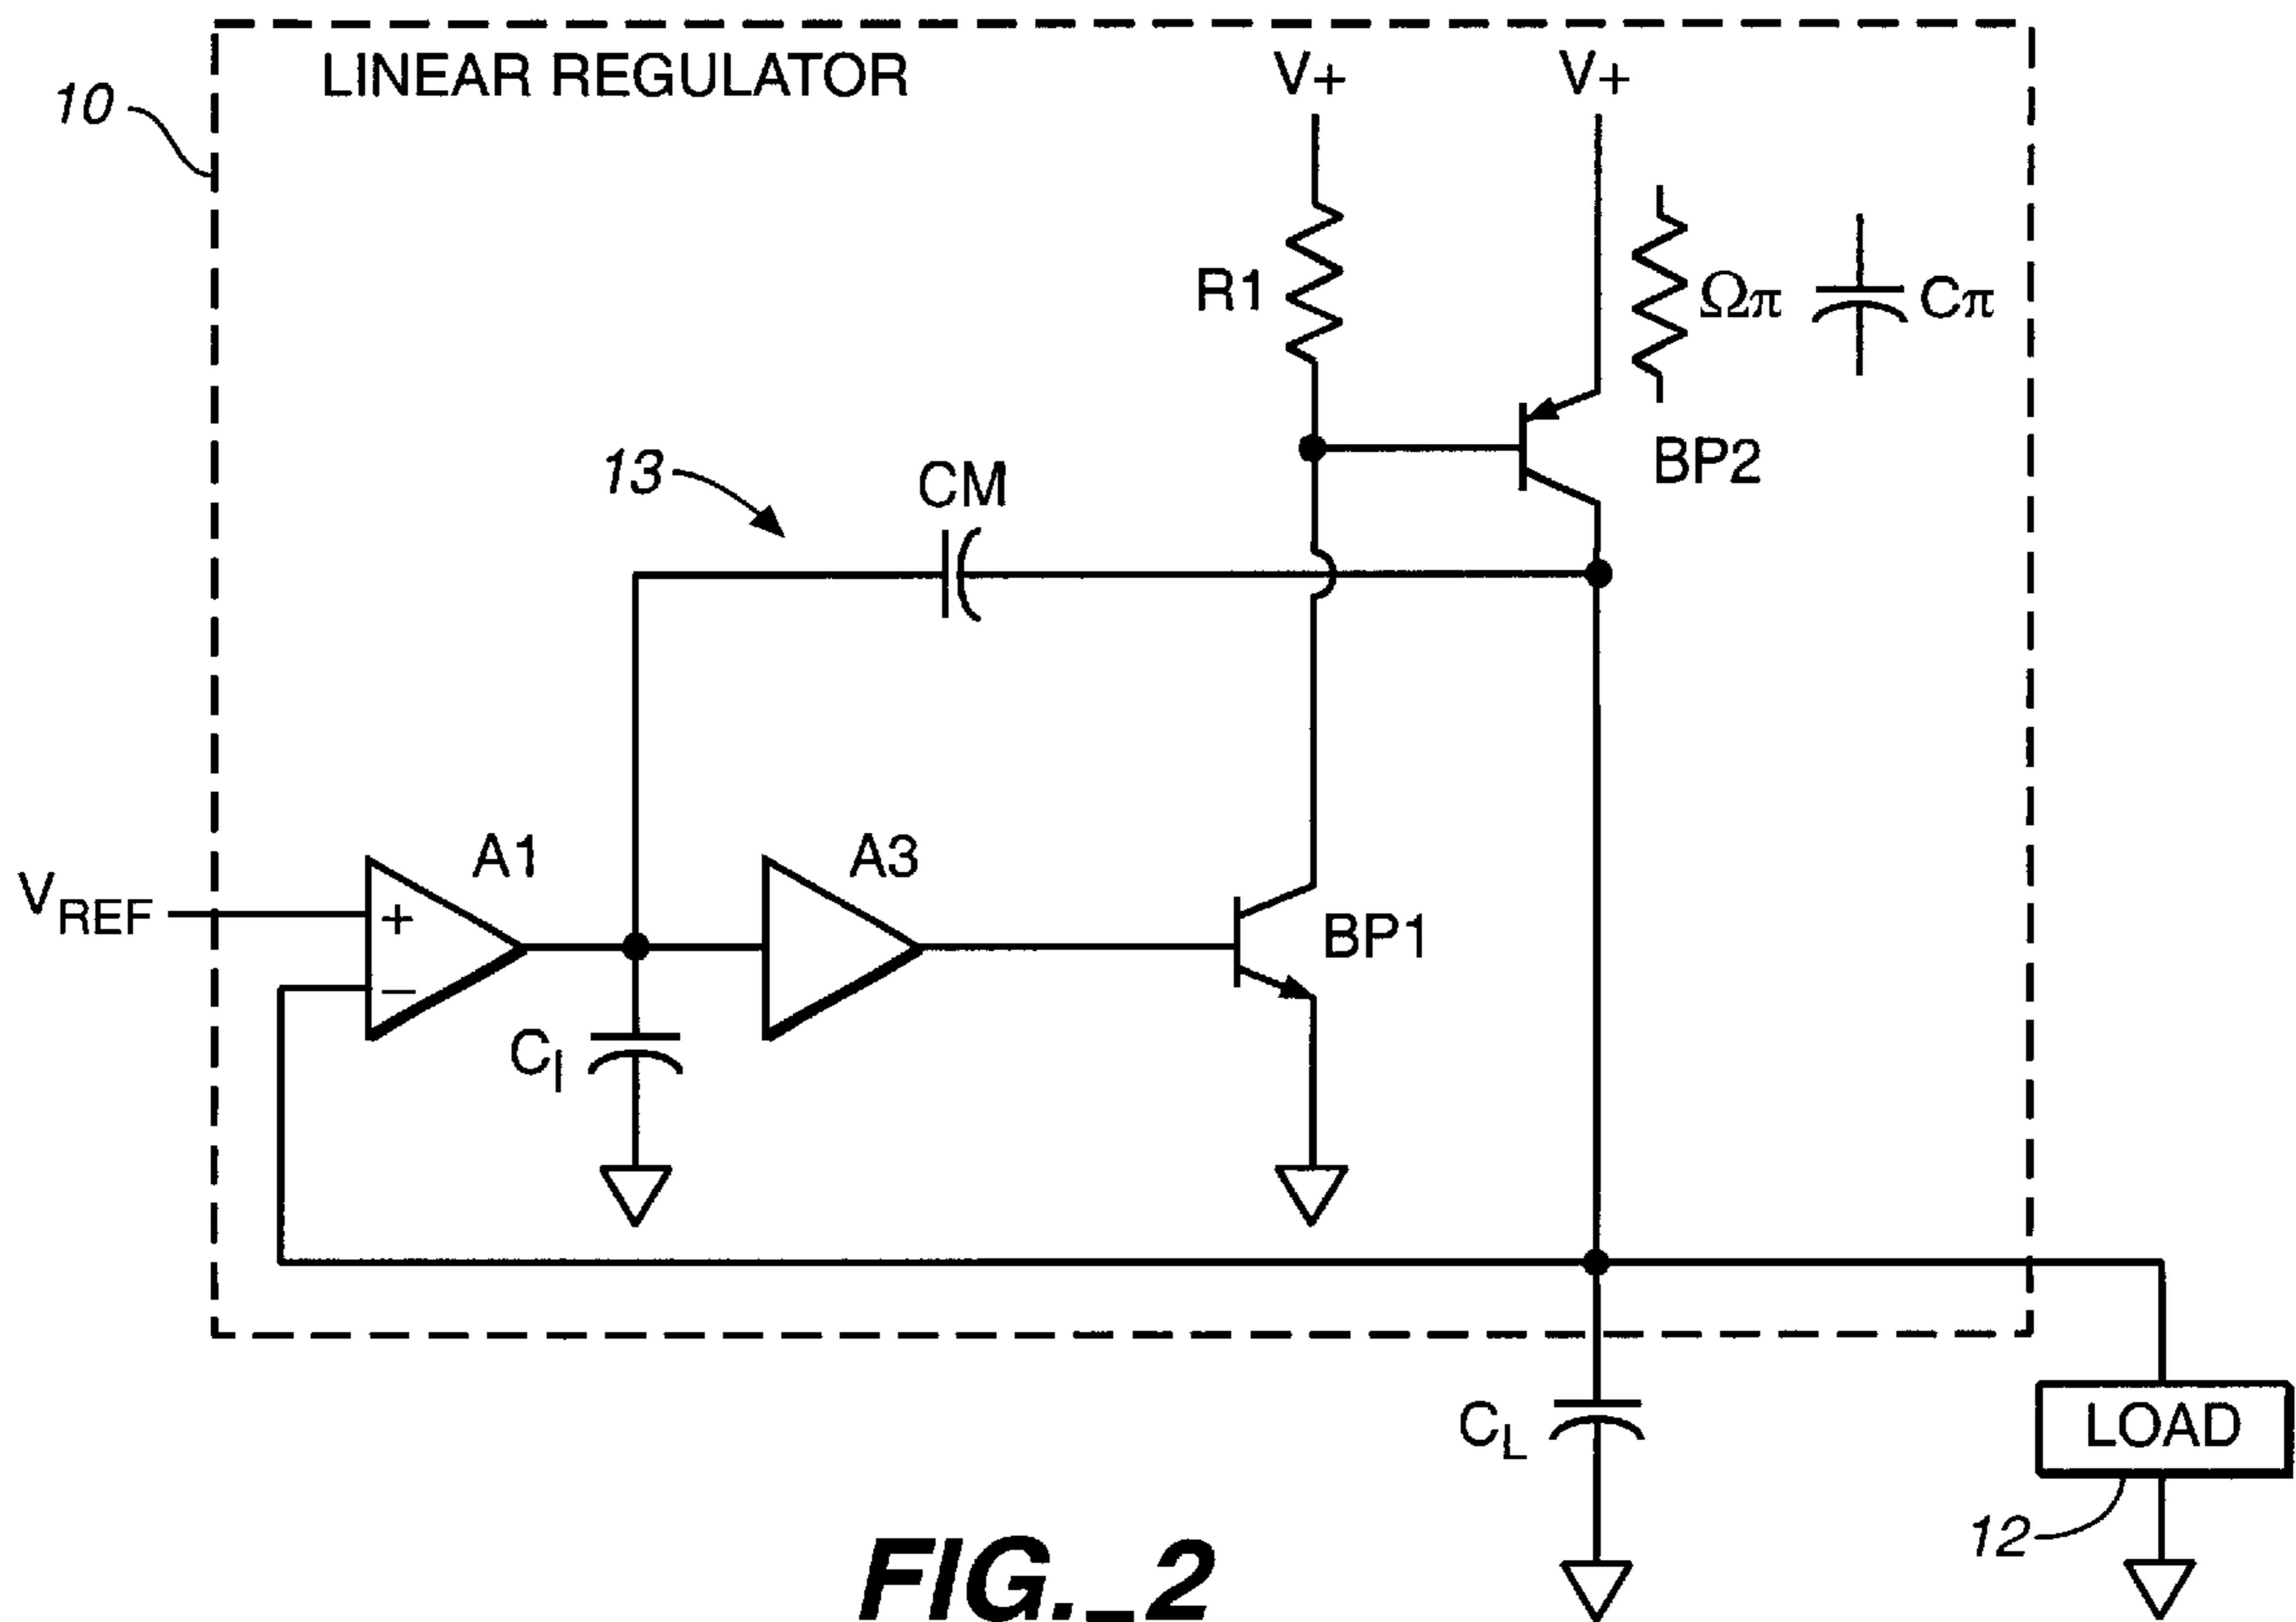 LINEAR REGULATOR
V+
V+
10
R1
Ωπ
Cπ
13
CM
BP2
A1
A3
VREF
+
−
BP1
CI
CL
LOAD
12
FIG._2